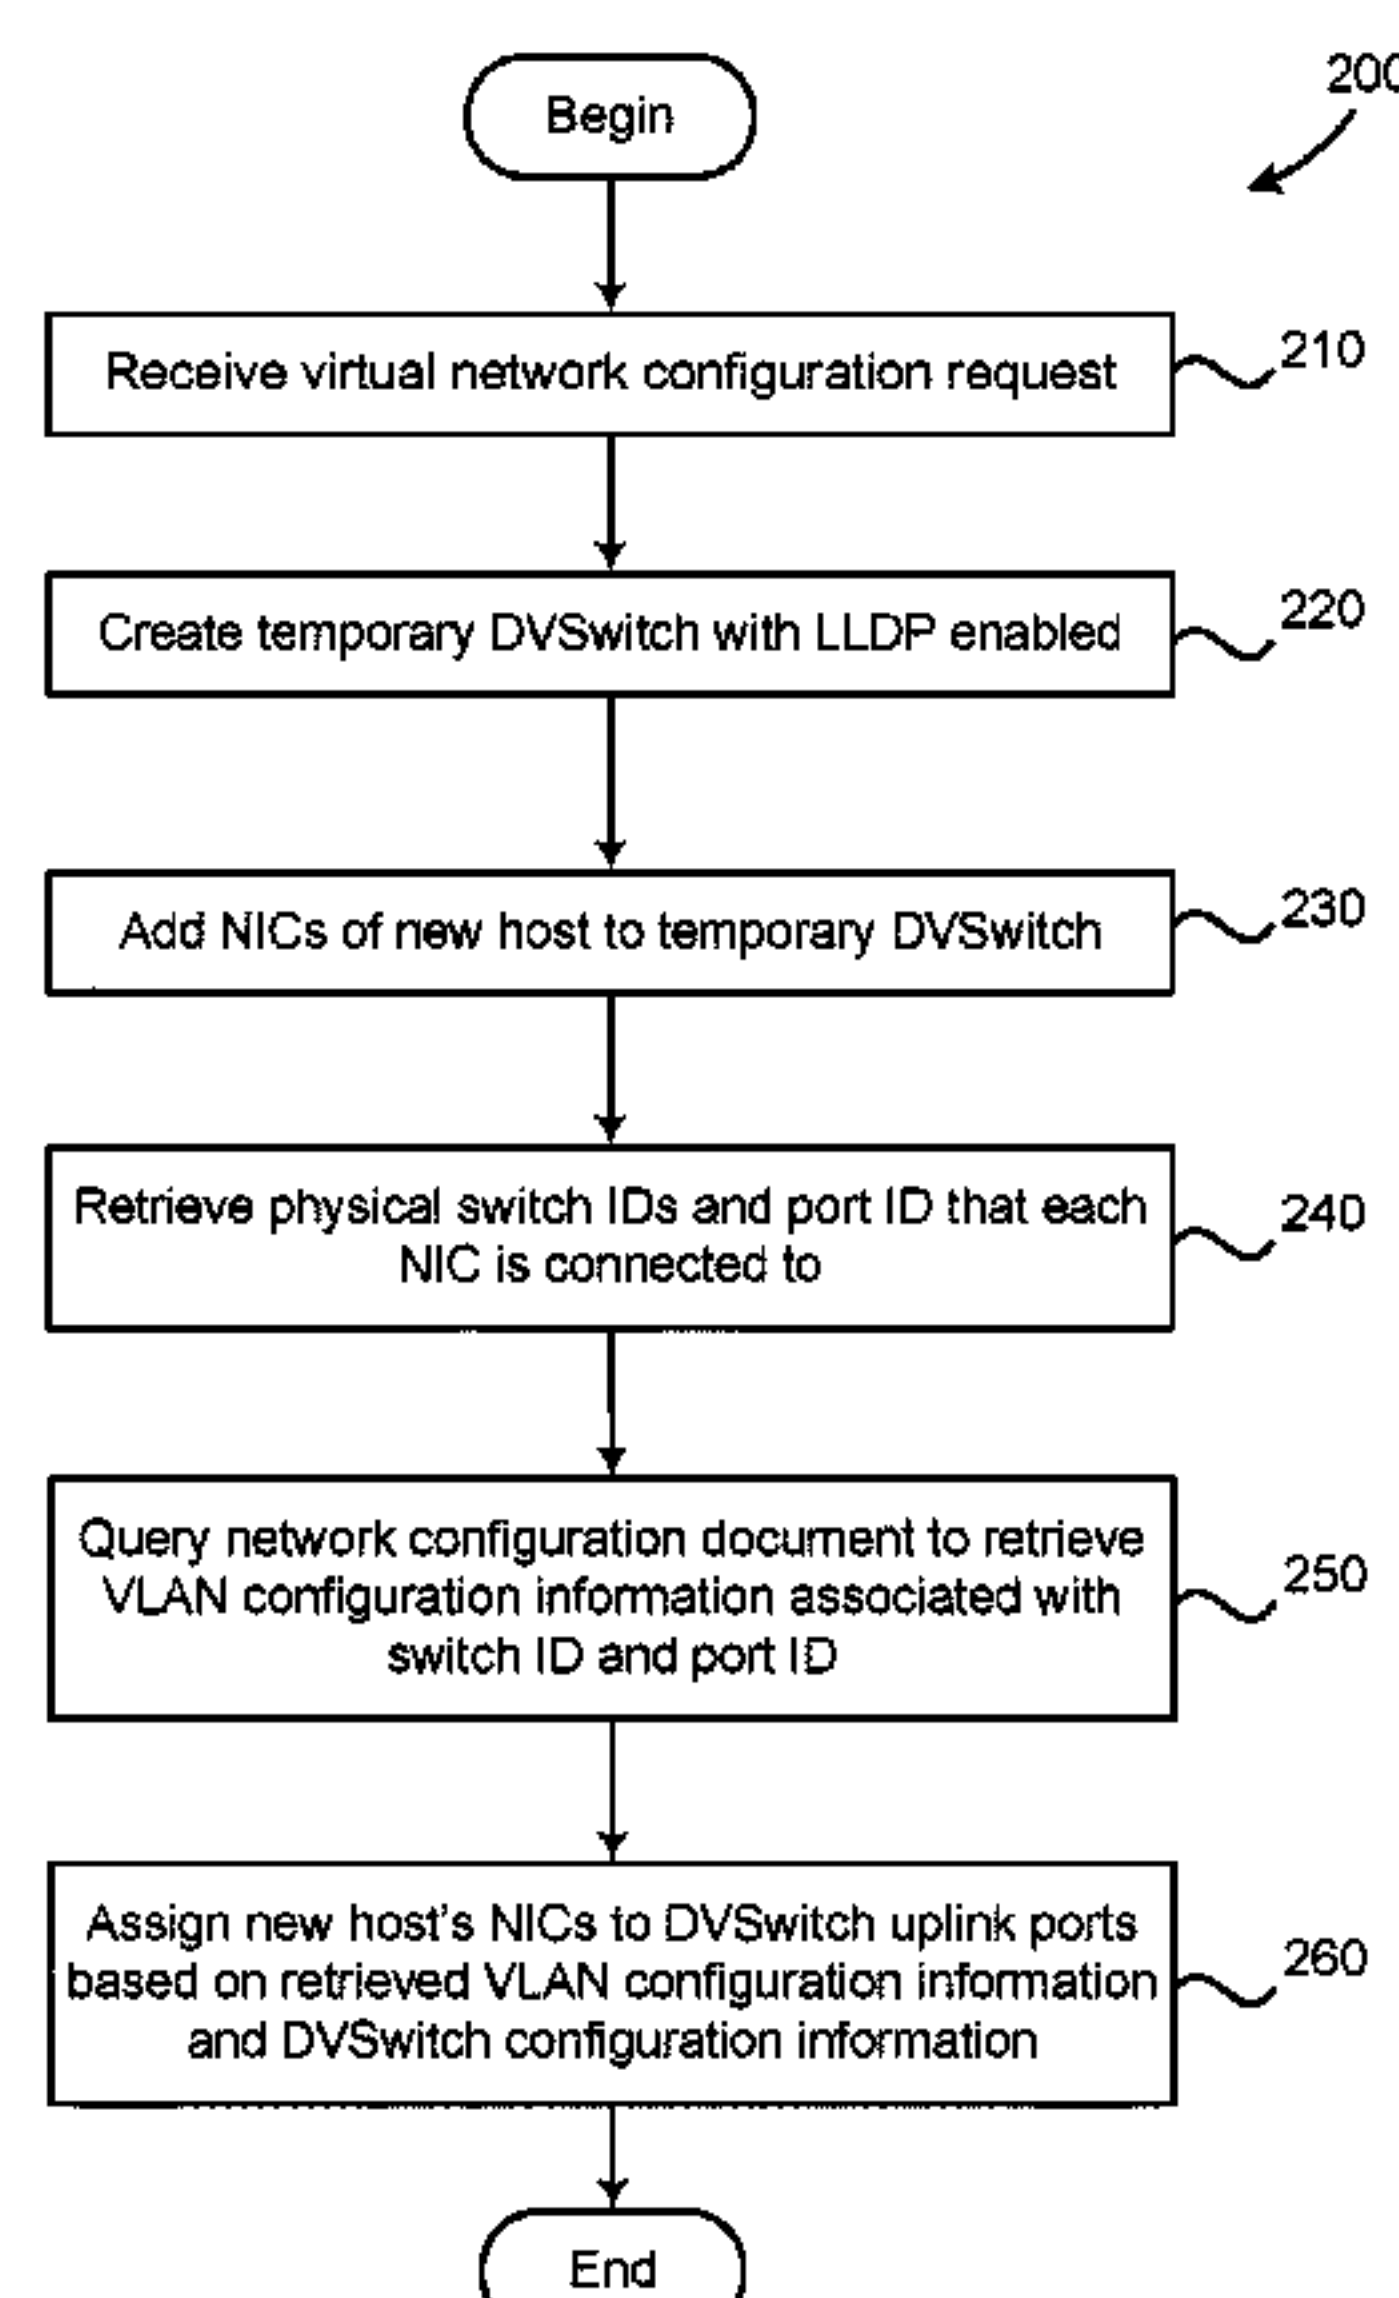 Begin
200
Receive virtual network configuration request
210
Create temporary DVSwitch with LLDP enabled
220
Add NICs of new host to temporary DVSwitch
230
Retrieve physical switch IDs and port ID that each
NIC is connected to
240
Query network configuration document to retrieve
VLAN configuration information associated with
switch ID and port ID
250
Assign new host's NICs to DVSwitch uplink ports
based on retrieved VLAN configuration information
and DVSwitch configuration information
260
End